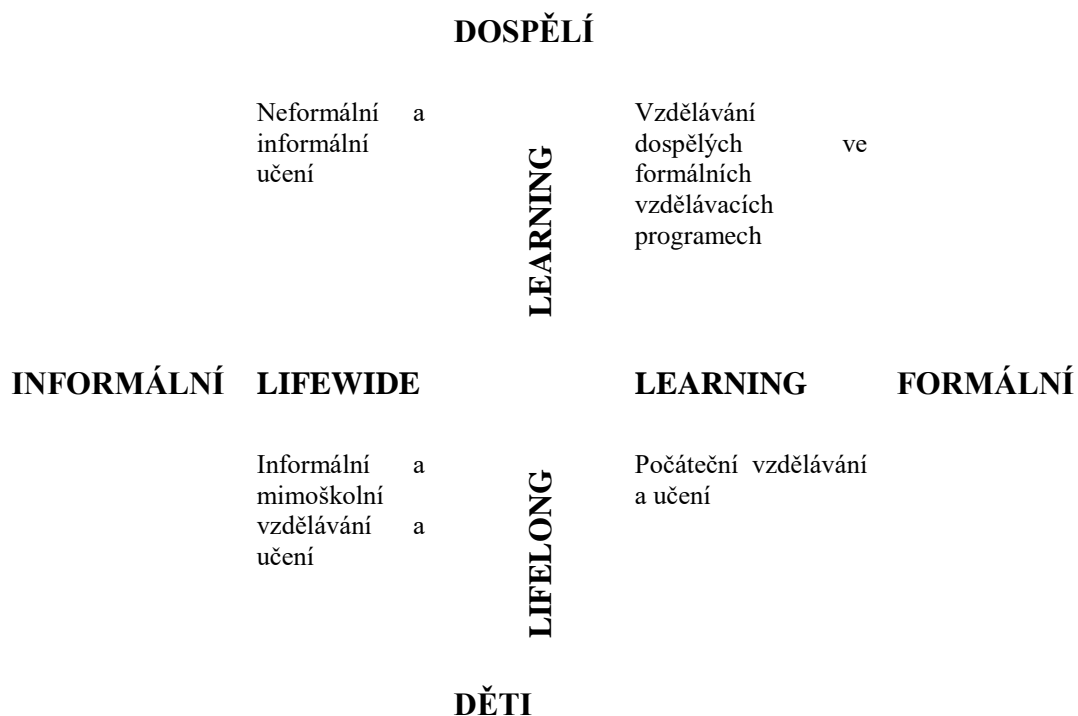 DOSPĚLÍ
Neformální a
informální
učení
LEARNING
Vzdělávání
dospělých ve
formálních
vzdělávacích
programech
INFORMÁLNÍ LIFEWIDE LEARNING FORMÁLNÍ
Informální a
mimoškolní
vzdělávání a
učení
LIFELONG
Počáteční vzdělávání
a učení
DĚTI